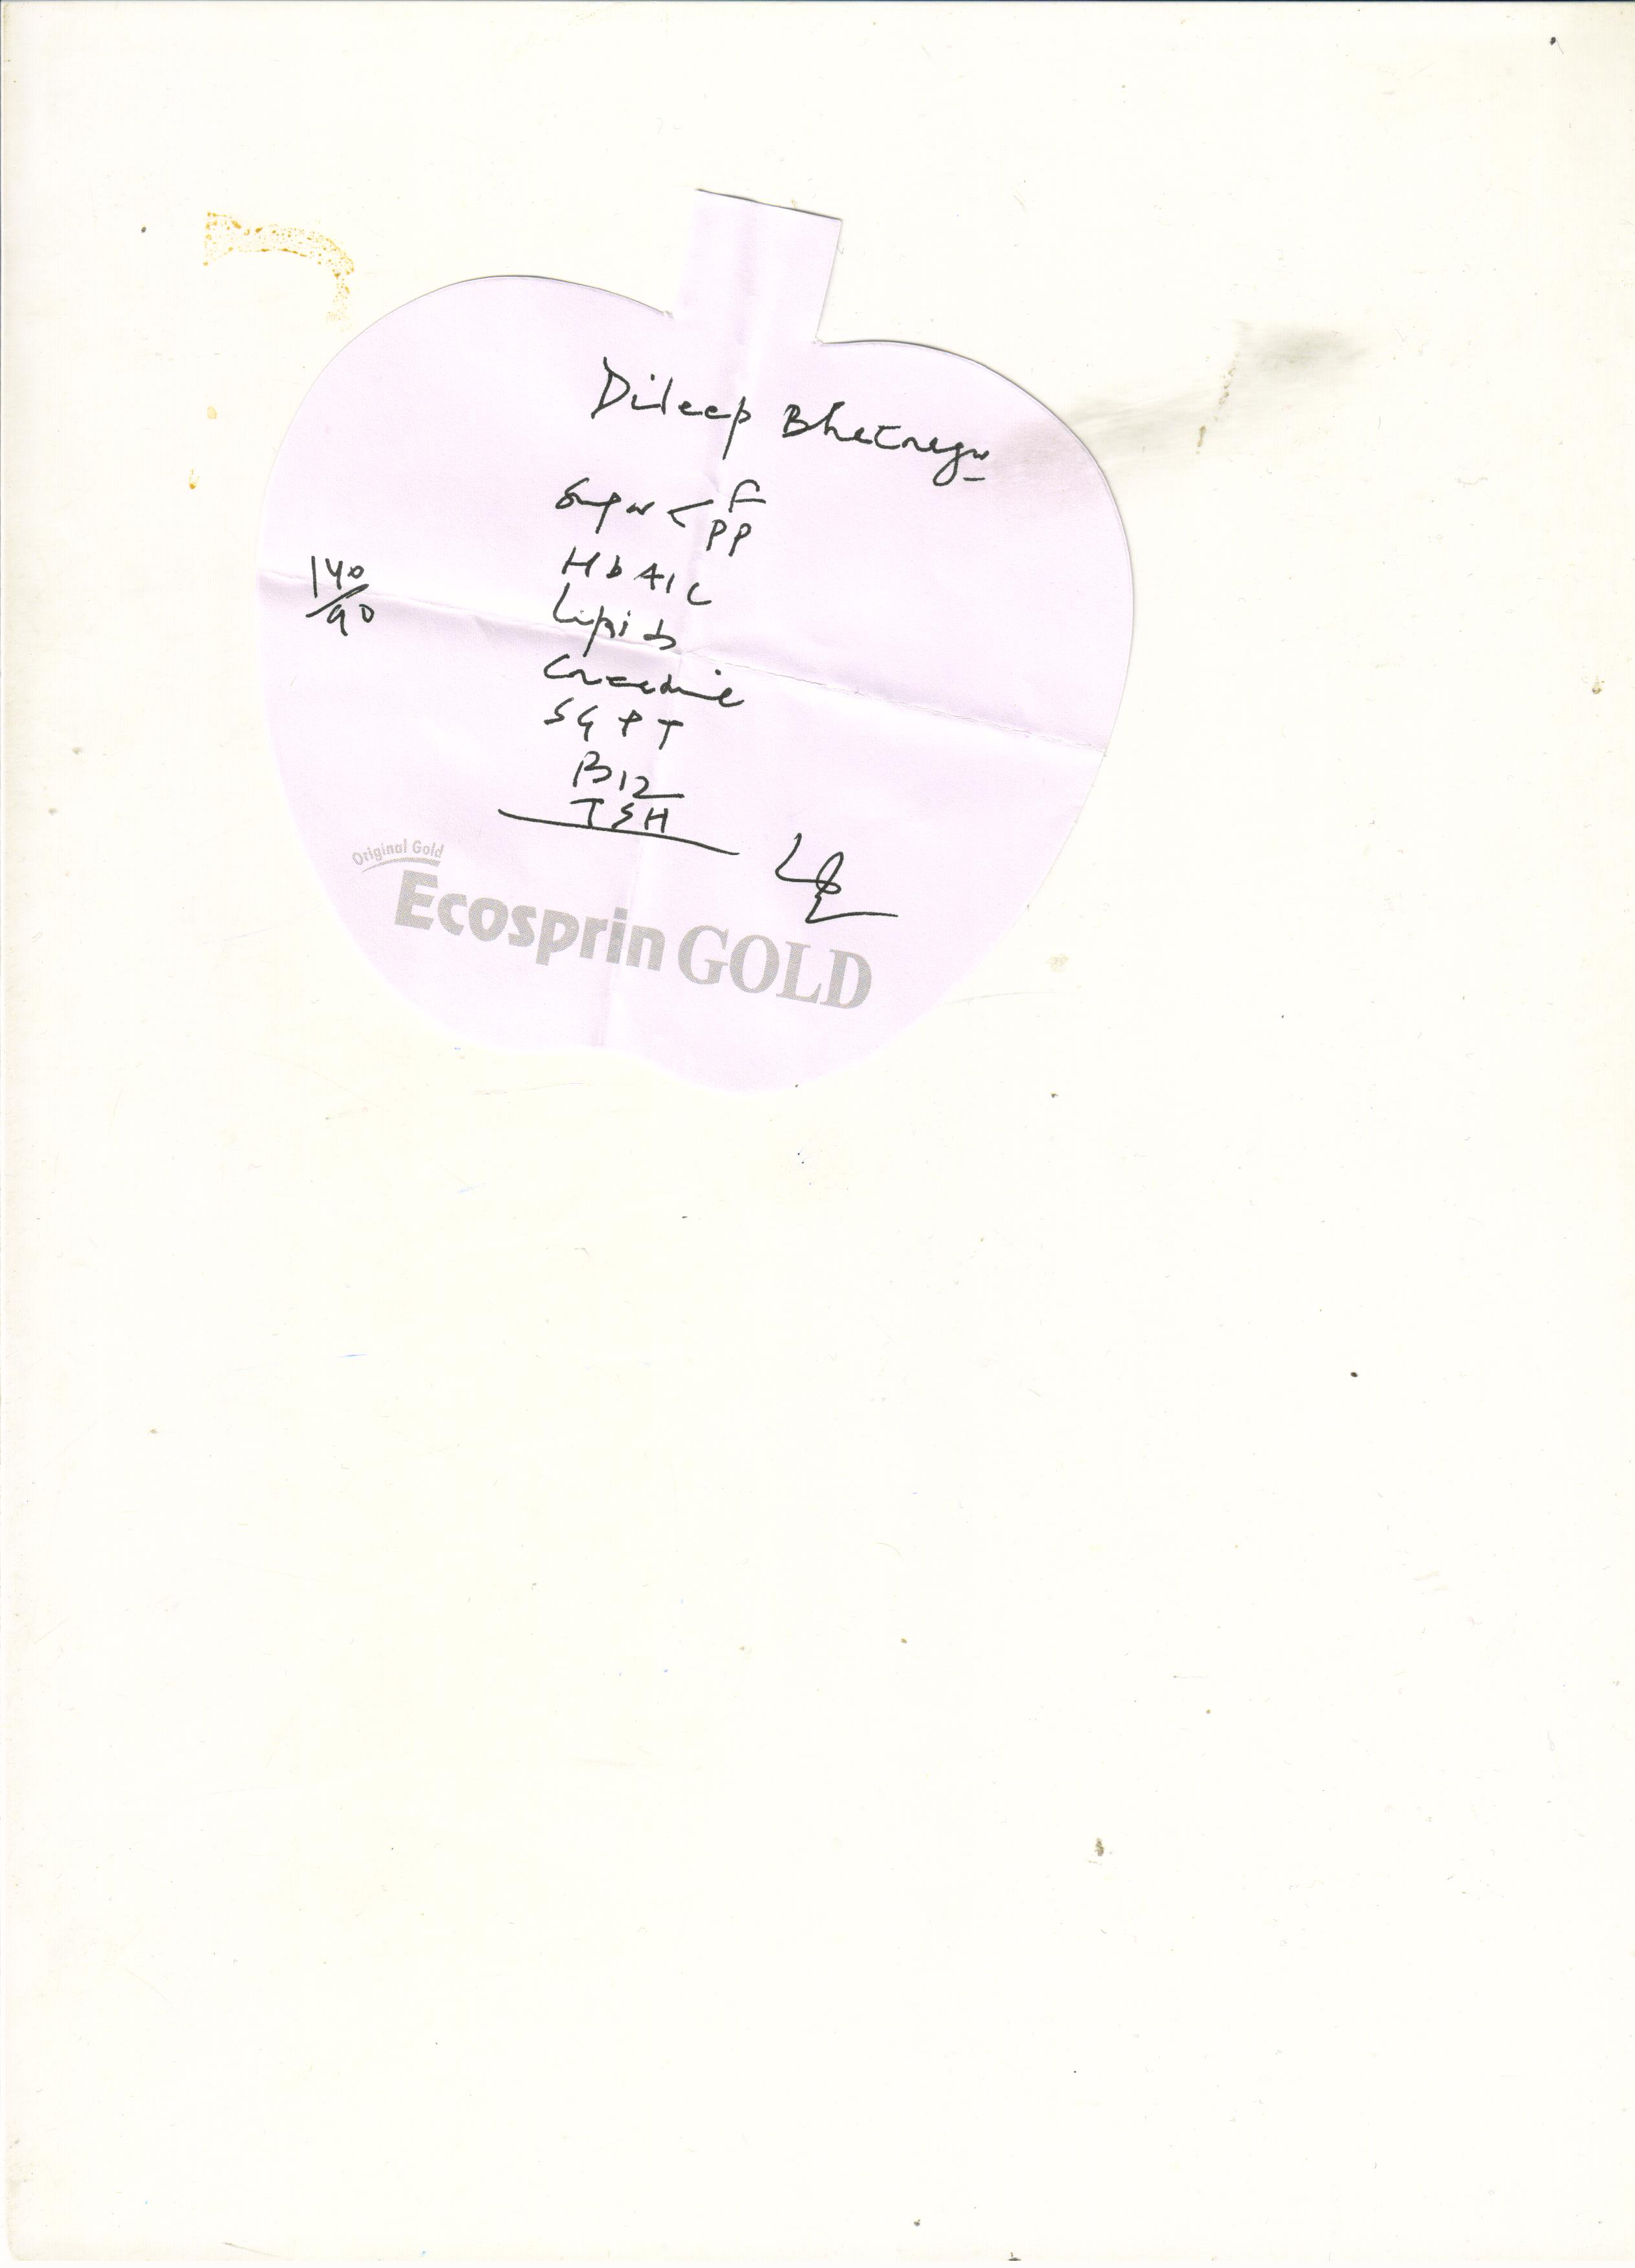 Dileep Bhatnagar
Sugar < F
PP
HbA1C
140/90
Lipids
Creatinine
SGPT
B12
TSH
Original Gold
Ecosprin GOLD